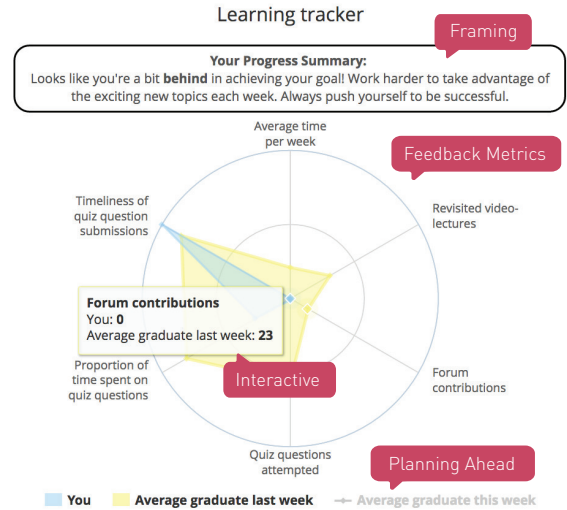 Learning tracker
Framing
Your Progress Summary:
Looks like you're a bit behind in achieving your goal! Work harder to take advantage of
the exciting new topics each week. Always push yourself to be successful.
Average time
per week
Feedback Metrics
Timeliness of
quiz question
submissions
Revisited video-
lectures
Forum contributions
You: 0
Average graduate last week: 23
Interactive
Proportion of
time spent on
quiz questions
Forum
contributions
Quiz questions
attempted
Planning Ahead
You
Average graduate last week
Average graduate this week